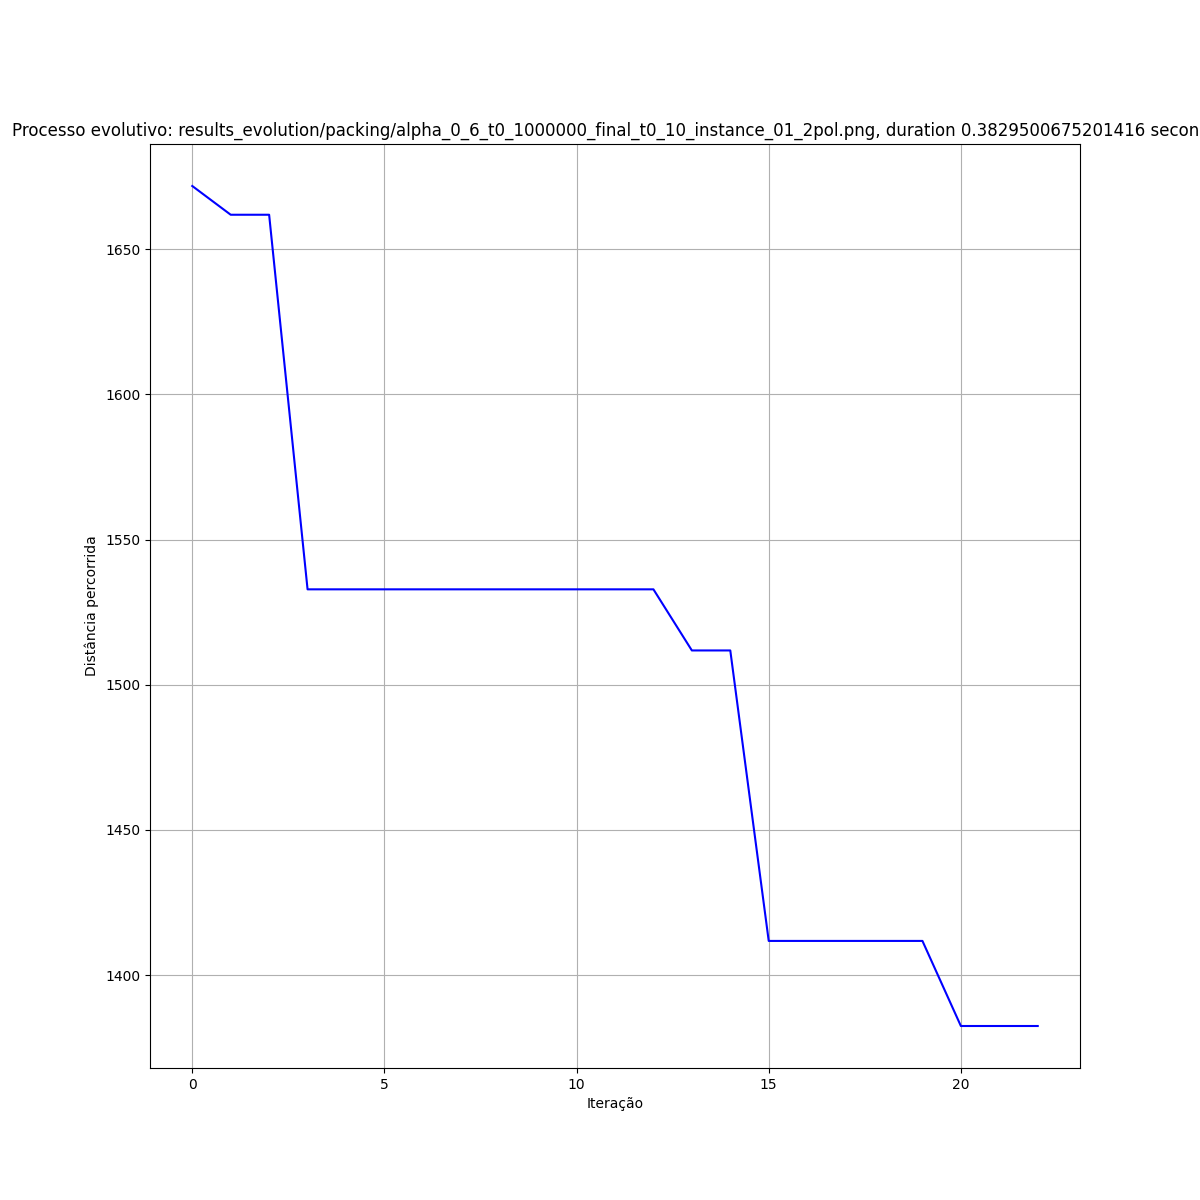 Processo evolutivo: results_evolution/packing/alpha_0_6_t0_1000000_final_t0_10_instance_01_2pol.png, duration 0.3829500675201416 secon
1650
1600
1550
1500
1450
1400
Distância percorrida
0 5 10 15 20
Iteração